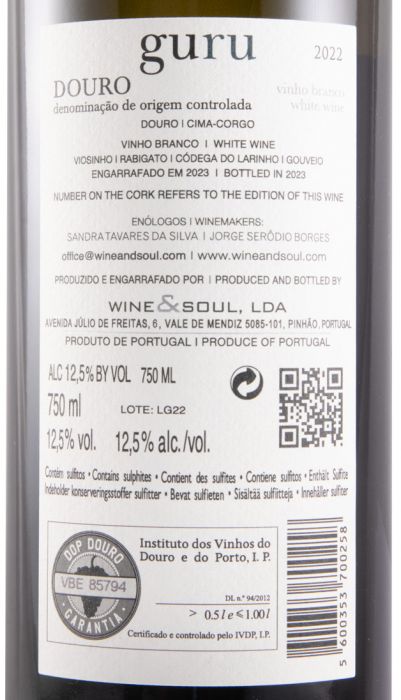 guru 2022
DOURO vinho branco
denominação de origem controlada white wine
DOURO | CIMA-CORGO
VINHO BRANCO | WHITE WINE
VIOSINHO | RABIGATO | CÓDEGA DO LARINHO | GOUVEIO
ENGARRAFADO EM 2023 | BOTTLED IN 2023
NUMBER ON THE CORK REFERS TO THE EDITION OF THIS WINE
ENÓLOGOS | WINEMAKERS:
SANDRA TAVARES DA SILVA | JORGE SERÔDIO BORGES
office@wineandsoul.com | www.wineandsoul.com
PRODUZIDO E ENGARRAFADO POR | PRODUCED AND BOTTLED BY
WINE&SOUL, LDA
AVENIDA JÚLIO DE FREITAS, 6, VALE DE MENDIZ 5085-101, PINHÃO, PORTUGAL
PRODUTO DE PORTUGAL | PRODUCE OF PORTUGAL
ALC 12,5% BY VOL 750 ML
750 ml LOTE: LG22
12,5% vol. 12,5% alc./vol.
Contém sulfitos • Contains sulphites • Contient des sulfites • Contiene sulfitos • Enthält Sulfite
Indeholder konserveringsstoffer sulfitter • Bevat sulfieten • Sisältää sulfiitteja • Innehåller sulfiter
DOP DOURO
VBE 85794
GARANTIA
Instituto dos Vinhos do
Douro e do Porto, I. P.
DL n.º 94/2012
> 0.5 l e ≤ 1.00 l
Certificado e controlado pelo IVDP, I.P.
5 600353 700258